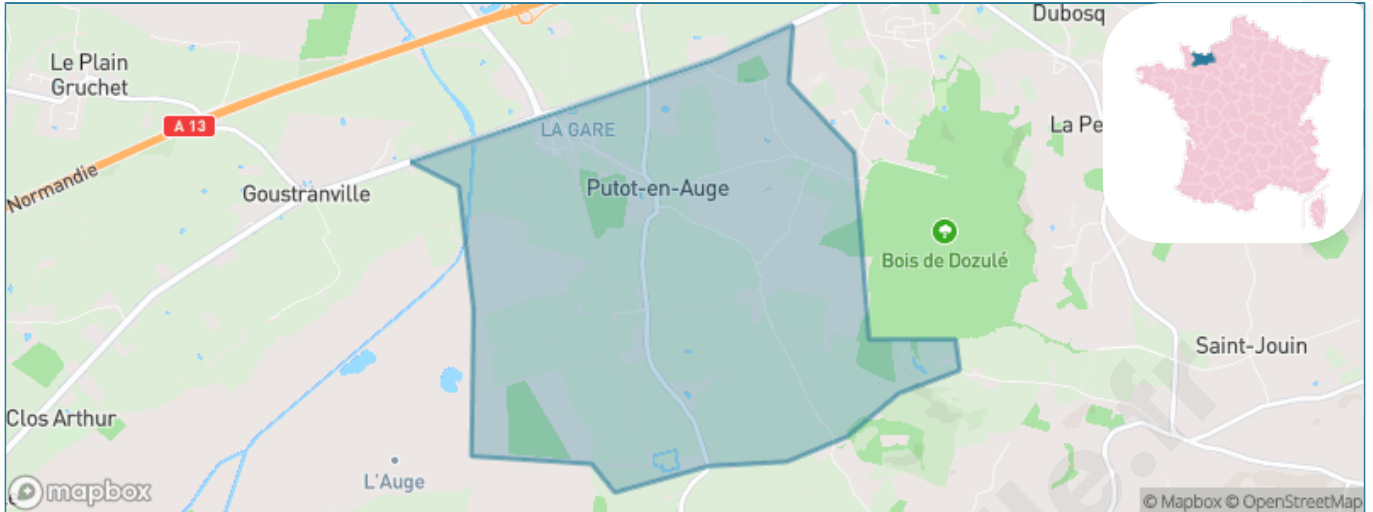 Dubosq
Le Plain
Gruchet
A 13
LA GARE
La Pe
Normandie
Goustranville
Putot-en-Auge
Bois de Dozulé
Saint-Jouin
Clos Arthur
L'Auge
mapbox
© Mapbox © OpenStreetMap